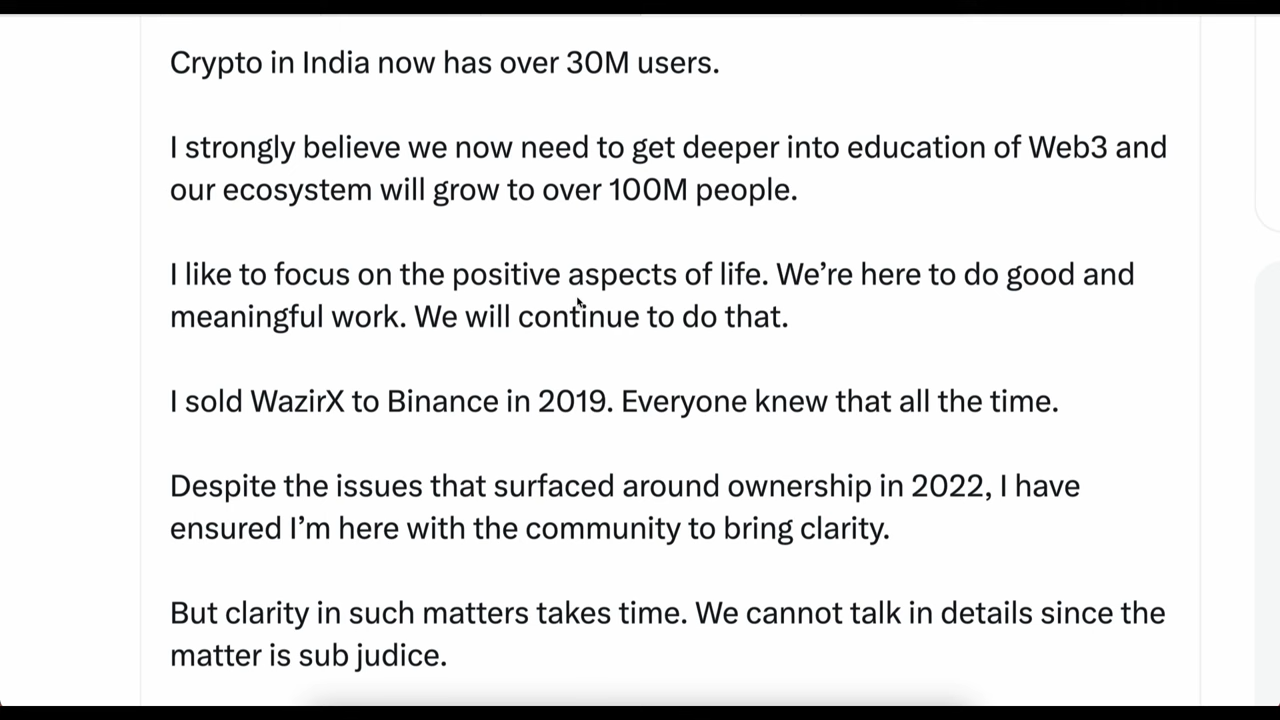 Crypto in India now has over 30M users.
I strongly believe we now need to get deeper into education of Web3 and
our ecosystem will grow to over 100M people.
I like to focus on the positive aspects of life. We’re here to do good and
meaningful work. We will continue to do that.
I sold WazirX to Binance in 2019. Everyone knew that all the time.
Despite the issues that surfaced around ownership in 2022, I have
ensured I’m here with the community to bring clarity.
But clarity in such matters takes time. We cannot talk in details since the
matter is sub judice.